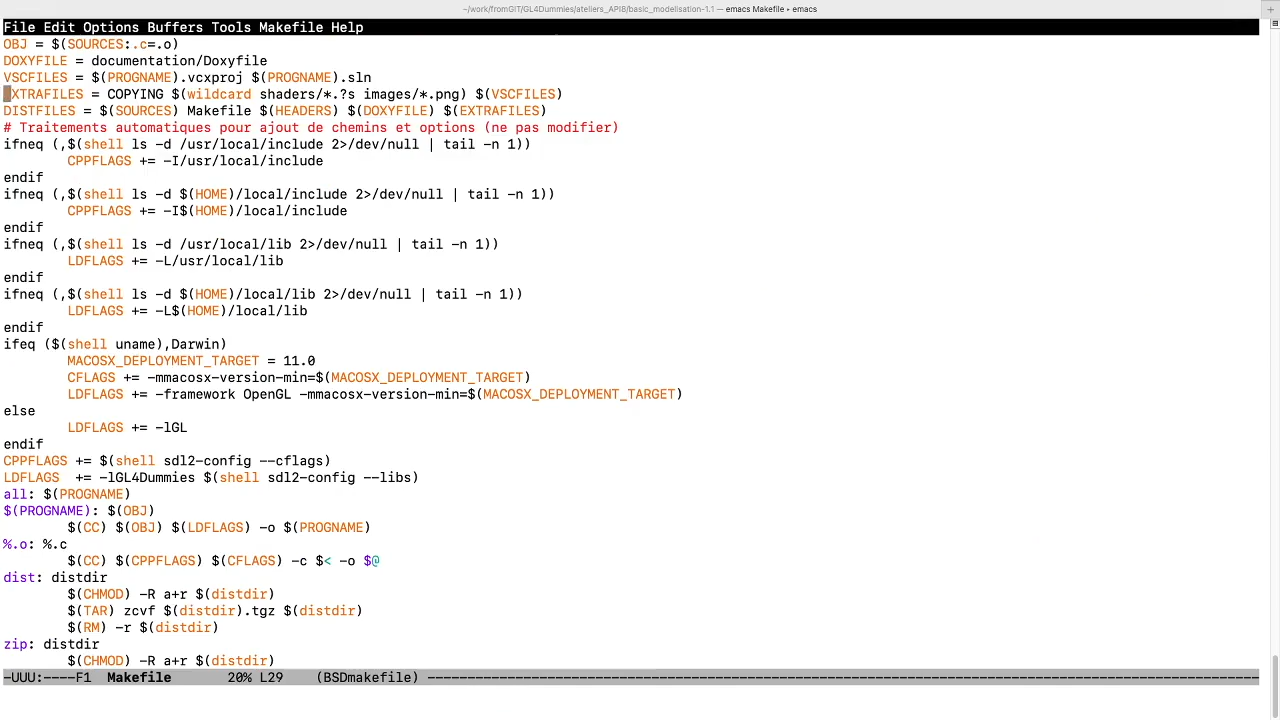 ~/work/fromGIT/GL4Dummies/ateliers_API8/basic_modelisation-1.1 — emacs Makefile ▸ emacs
File Edit Options Buffers Tools Makefile Help
OBJ = $(SOURCES:.c=.o)
DOXYFILE = documentation/Doxyfile
VSCFILES = $(PROGNAME).vcxproj $(PROGNAME).sln
EXTRAFILES = COPYING $(wildcard shaders/*.?s images/*.png) $(VSCFILES)
DISTFILES = $(SOURCES) Makefile $(HEADERS) $(DOXYFILE) $(EXTRAFILES)
# Traitements automatiques pour ajout de chemins et options (ne pas modifier)
ifneq (,$(shell ls -d /usr/local/include 2>/dev/null | tail -n 1))
        CPPFLAGS += -I/usr/local/include
endif
ifneq (,$(shell ls -d $(HOME)/local/include 2>/dev/null | tail -n 1))
        CPPFLAGS += -I$(HOME)/local/include
endif
ifneq (,$(shell ls -d /usr/local/lib 2>/dev/null | tail -n 1))
        LDFLAGS += -L/usr/local/lib
endif
ifneq (,$(shell ls -d $(HOME)/local/lib 2>/dev/null | tail -n 1))
        LDFLAGS += -L$(HOME)/local/lib
endif
ifeq ($(shell uname),Darwin)
        MACOSX_DEPLOYMENT_TARGET = 11.0
        CFLAGS += -mmacosx-version-min=$(MACOSX_DEPLOYMENT_TARGET)
        LDFLAGS += -framework OpenGL -mmacosx-version-min=$(MACOSX_DEPLOYMENT_TARGET)
else
        LDFLAGS += -lGL
endif
CPPFLAGS += $(shell sdl2-config --cflags)
LDFLAGS  += -lGL4Dummies $(shell sdl2-config --libs)
all: $(PROGNAME)
$(PROGNAME): $(OBJ)
        $(CC) $(OBJ) $(LDFLAGS) -o $(PROGNAME)
%.o: %.c
        $(CC) $(CPPFLAGS) $(CFLAGS) -c $< -o $@
dist: distdir
        $(CHMOD) -R a+r $(distdir)
        $(TAR) zcvf $(distdir).tgz $(distdir)
        $(RM) -r $(distdir)
zip: distdir
        $(CHMOD) -R a+r $(distdir)
-UUU:----F1  Makefile       20% L29    (BSDmakefile) --------------------------------------------------------------------------------------------------------